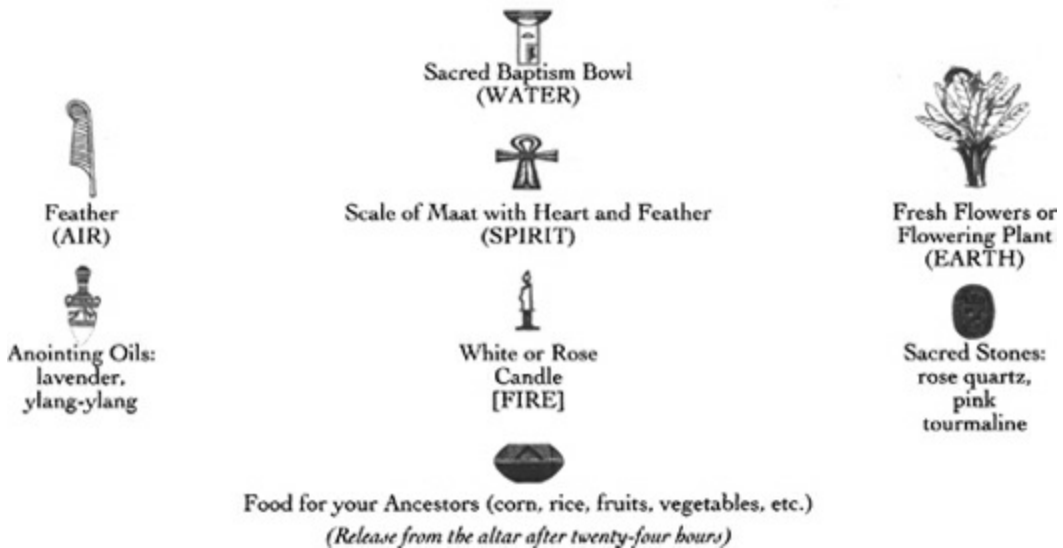 Sacred Baptism Bowl
(WATER)
Feather
(AIR)
Scale of Maat with Heart and Feather
(SPIRIT)
Fresh Flowers or
Flowering Plant
(EARTH)
Anointing Oils:
lavender,
ylang-ylang
White or Rose
Candle
[FIRE]
Sacred Stones:
rose quartz,
pink
tourmaline
Food for your Ancestors (corn, rice, fruits, vegetables, etc.)
(Release from the altar after twenty-four hours)